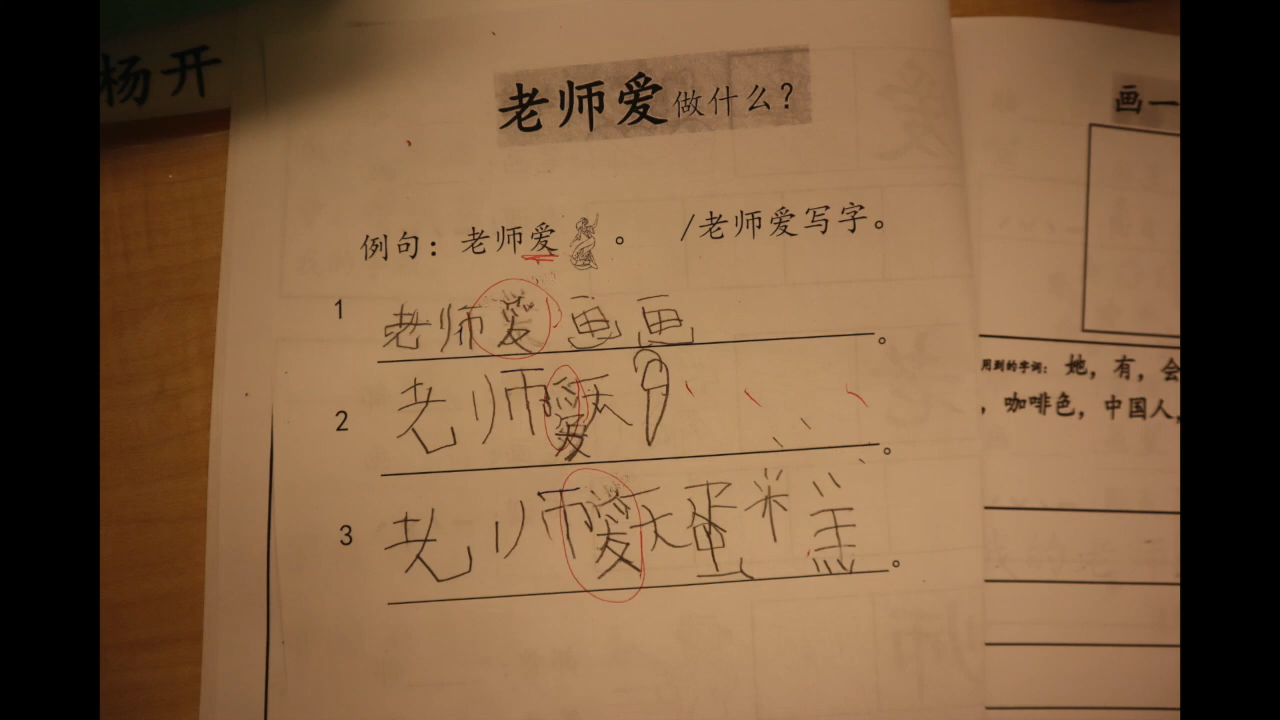 杨开
老师爱做什么？
画一
例句：老师爱。 /老师爱写字。
1 老师爱画画。
2 老师爱。
3 老师爱蛋糕。
用到的字词：她，有，会
，咖啡色，中国人，